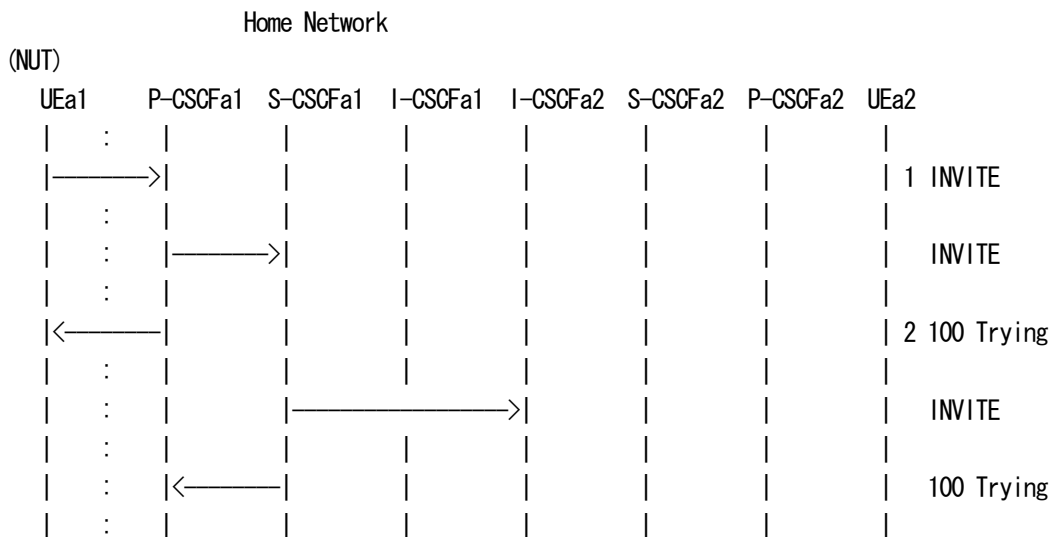 Home Network
(NUT)
UEa1 P-CSCFa1 S-CSCFa1 I-CSCFa1 I-CSCFa2 S-CSCFa2 P-CSCFa2 UEa2
1 INVITE
INVITE
2 100 Trying
INVITE
100 Trying